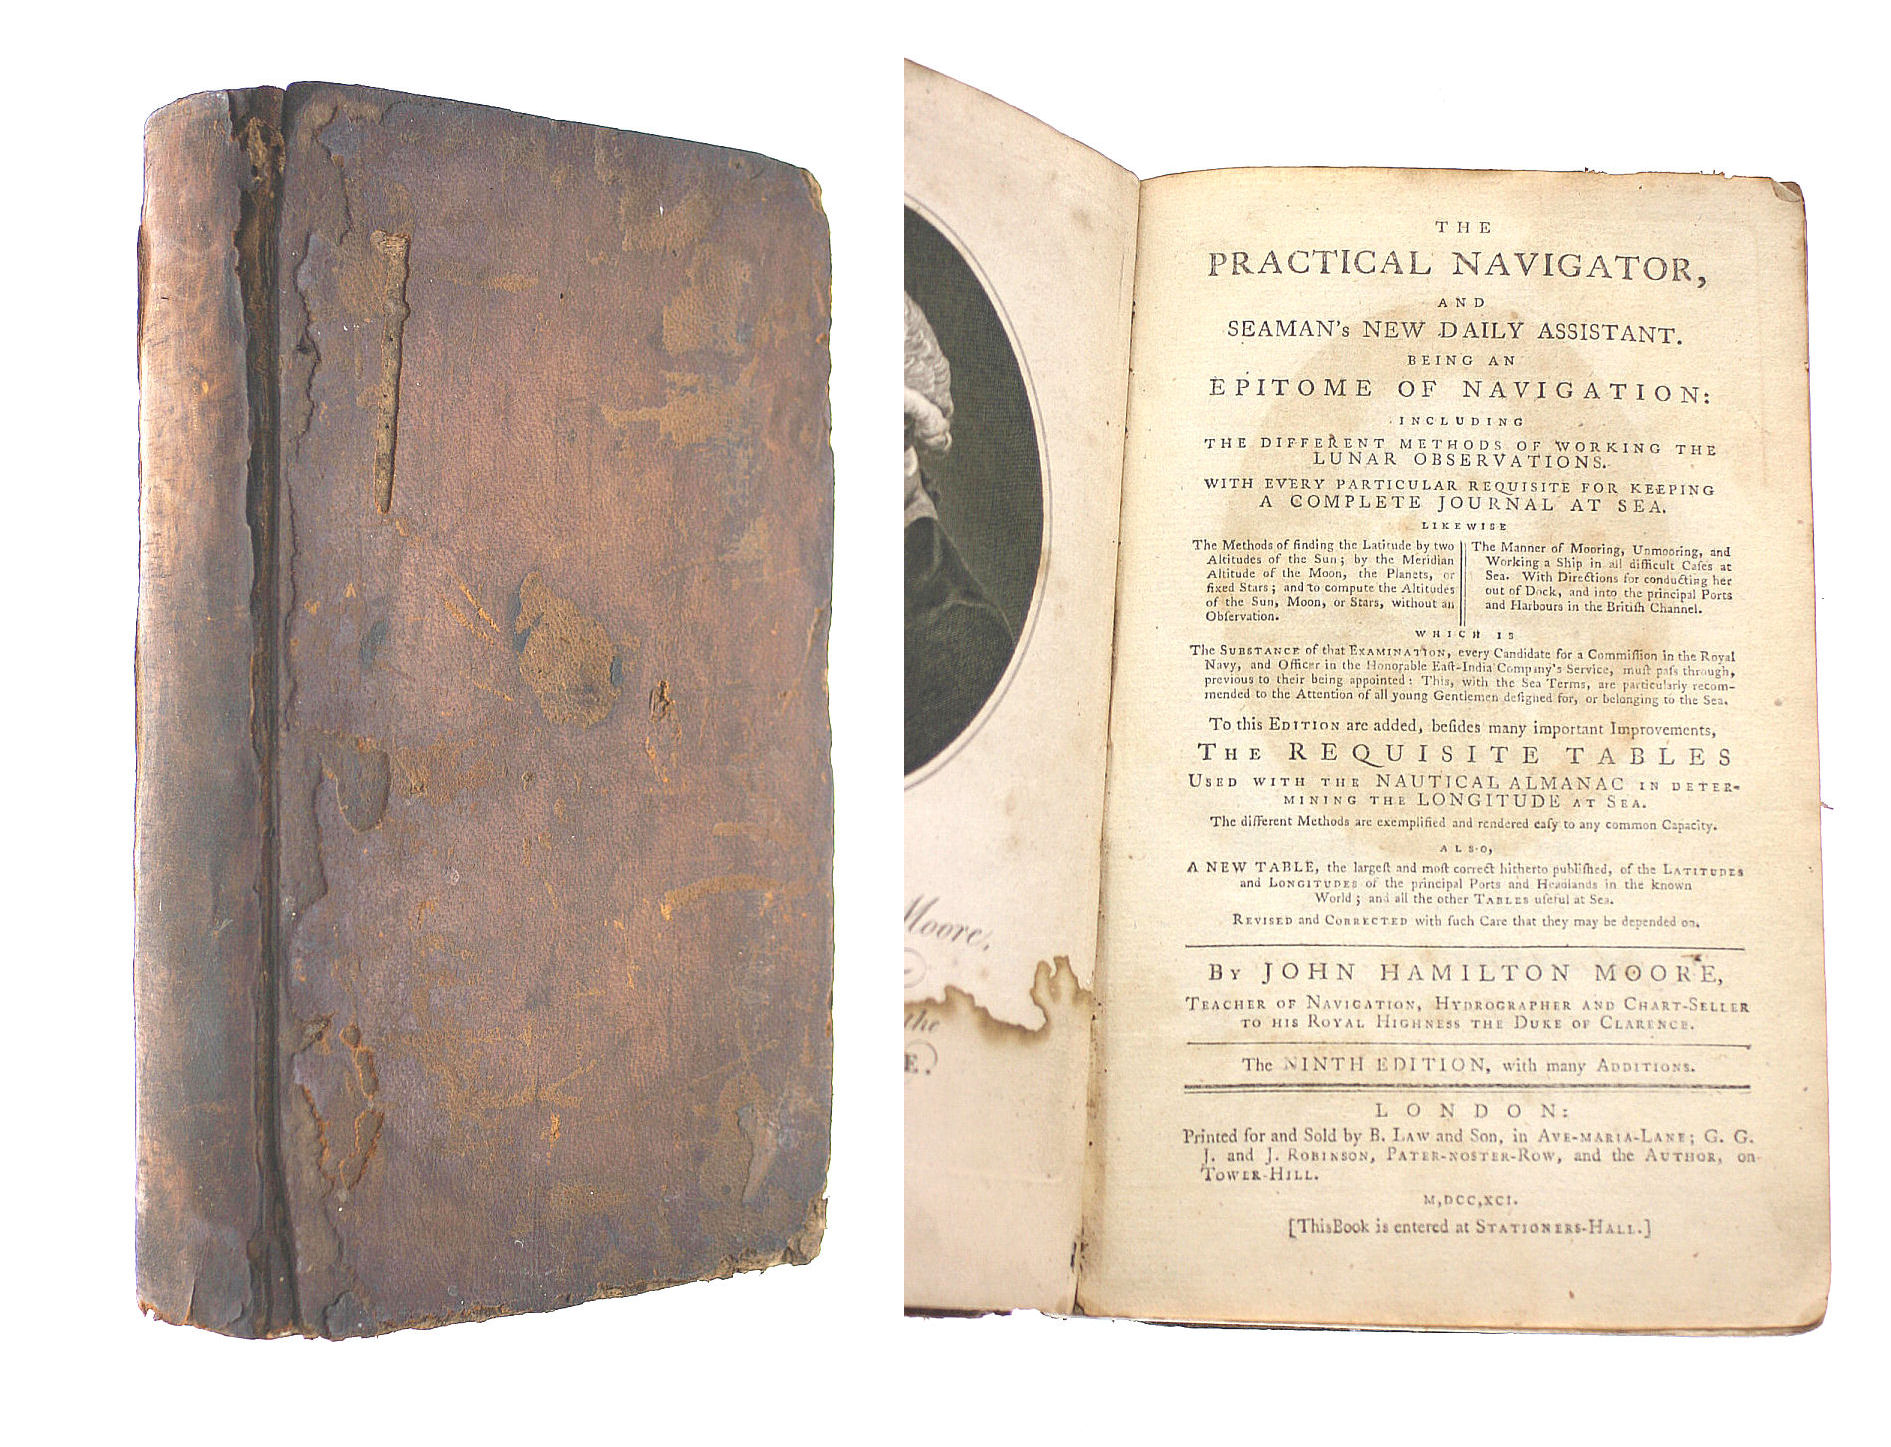 Moore,
the
E.
THE
PRACTICAL NAVIGATOR,
AND
SEAMAN's NEW DAILY ASSISTANT.
BEING AN
EPITOME OF NAVIGATION:
INCLUDING
THE DIFFERENT METHODS OF WORKING THE
LUNAR OBSERVATIONS.
WITH EVERY PARTICULAR REQUISITE FOR KEEPING
A COMPLETE JOURNAL AT SEA.
LIKEWISE
The Methods of finding the Latitude by two
Altitudes of the Sun; by the Meridian
Altitude of the Moon, the Planets, or
fixed Stars; and to compute the Altitudes
of the Sun, Moon, or Stars, without an
Obſervation.
The Manner of Mooring, Unmooring, and
Working a Ship in all difficult Caſes at
Sea. With Directions for conducting her
out of Dock, and into the principal Ports
and Harbours in the Britiſh Channel.
WHICH IS
The SUBSTANCE of that EXAMINATION, every Candidate for a Commiſſion in the Royal
Navy, and Officer in the Honorable Eaſt-India Company's Service, muſt paſs through,
previous to their being appointed: This, with the Sea Terms, are particularly recom-
mended to the Attention of all young Gentlemen deſigned for, or belonging to the Sea.
To this EDITION are added, beſides many important Improvements,
THE REQUISITE TABLES
USED WITH THE NAUTICAL ALMANAC IN DETER-
MINING THE LONGITUDE AT SEA.
The different Methods are exemplified and rendered eaſy to any common Capacity.
ALSO,
A NEW TABLE, the largeſt and moſt correct hitherto publiſhed, of the LATITUDES
and LONGITUDES of the principal Ports and Headlands in the known
World; and all the other TABLES uſeful at Sea.
REVISED and CORRECTED with ſuch Care that they may be depended on.
BY JOHN HAMILTON MOORE,
TEACHER OF NAVIGATION, HYDROGRAPHER AND CHART-SELLER
TO HIS ROYAL HIGHNESS THE DUKE OF CLARENCE.
The NINTH EDITION, with many ADDITIONS.
LONDON:
Printed for and Sold by B. LAW and Son, in AVE-MARIA-LANE; G. G.
J. and J. ROBINSON, PATER-NOSTER-ROW, and the AUTHOR, on
TOWER-HILL.
M,DCC,XCI.
[This Book is entered at STATIONERS-HALL.]